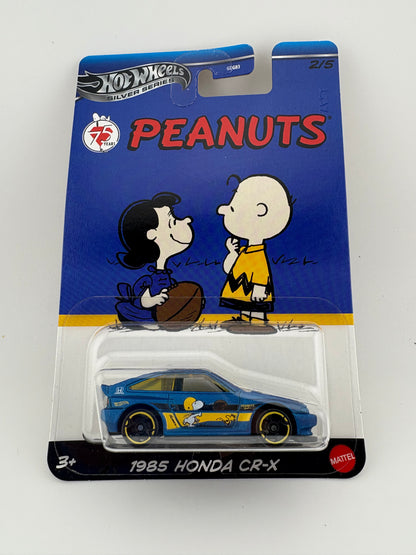 HOT WHEELS
SILVER SERIES
2/5
75
YEARS
PEANUTS
3+
1985 HONDA CR-X
MATTEL